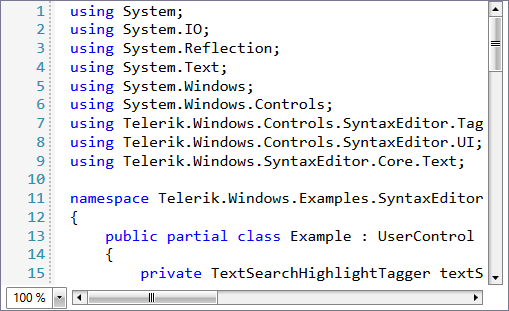 1 using System;
2 using System.IO;
3 using System.Reflection;
4 using System.Text;
5 using System.Windows;
6 using System.Windows.Controls;
7 using Telerik.Windows.Controls.SyntaxEditor.Tag
8 using Telerik.Windows.Controls.SyntaxEditor.UI;
9 using Telerik.Windows.SyntaxEditor.Core.Text;
10
11 namespace Telerik.Windows.Examples.SyntaxEditor
12 {
13     public partial class Example : UserControl
14     {
15         private TextSearchHighlightTagger textS
100 %